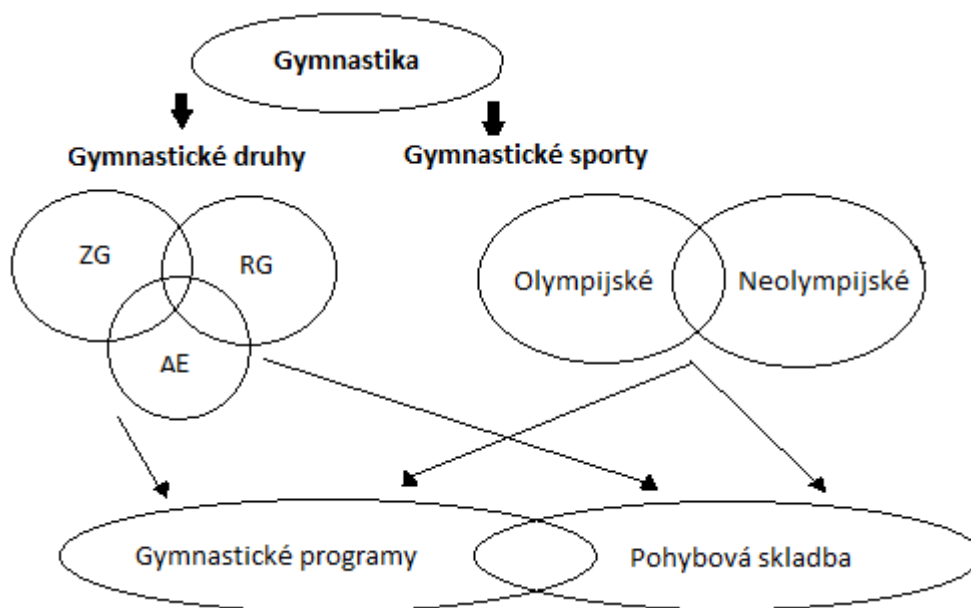 Gymnastika
Gymnastické druhy
Gymnastické sporty
ZG
RG
AE
Olympijské
Neolympijské
Gymnastické programy
Pohybová skladba